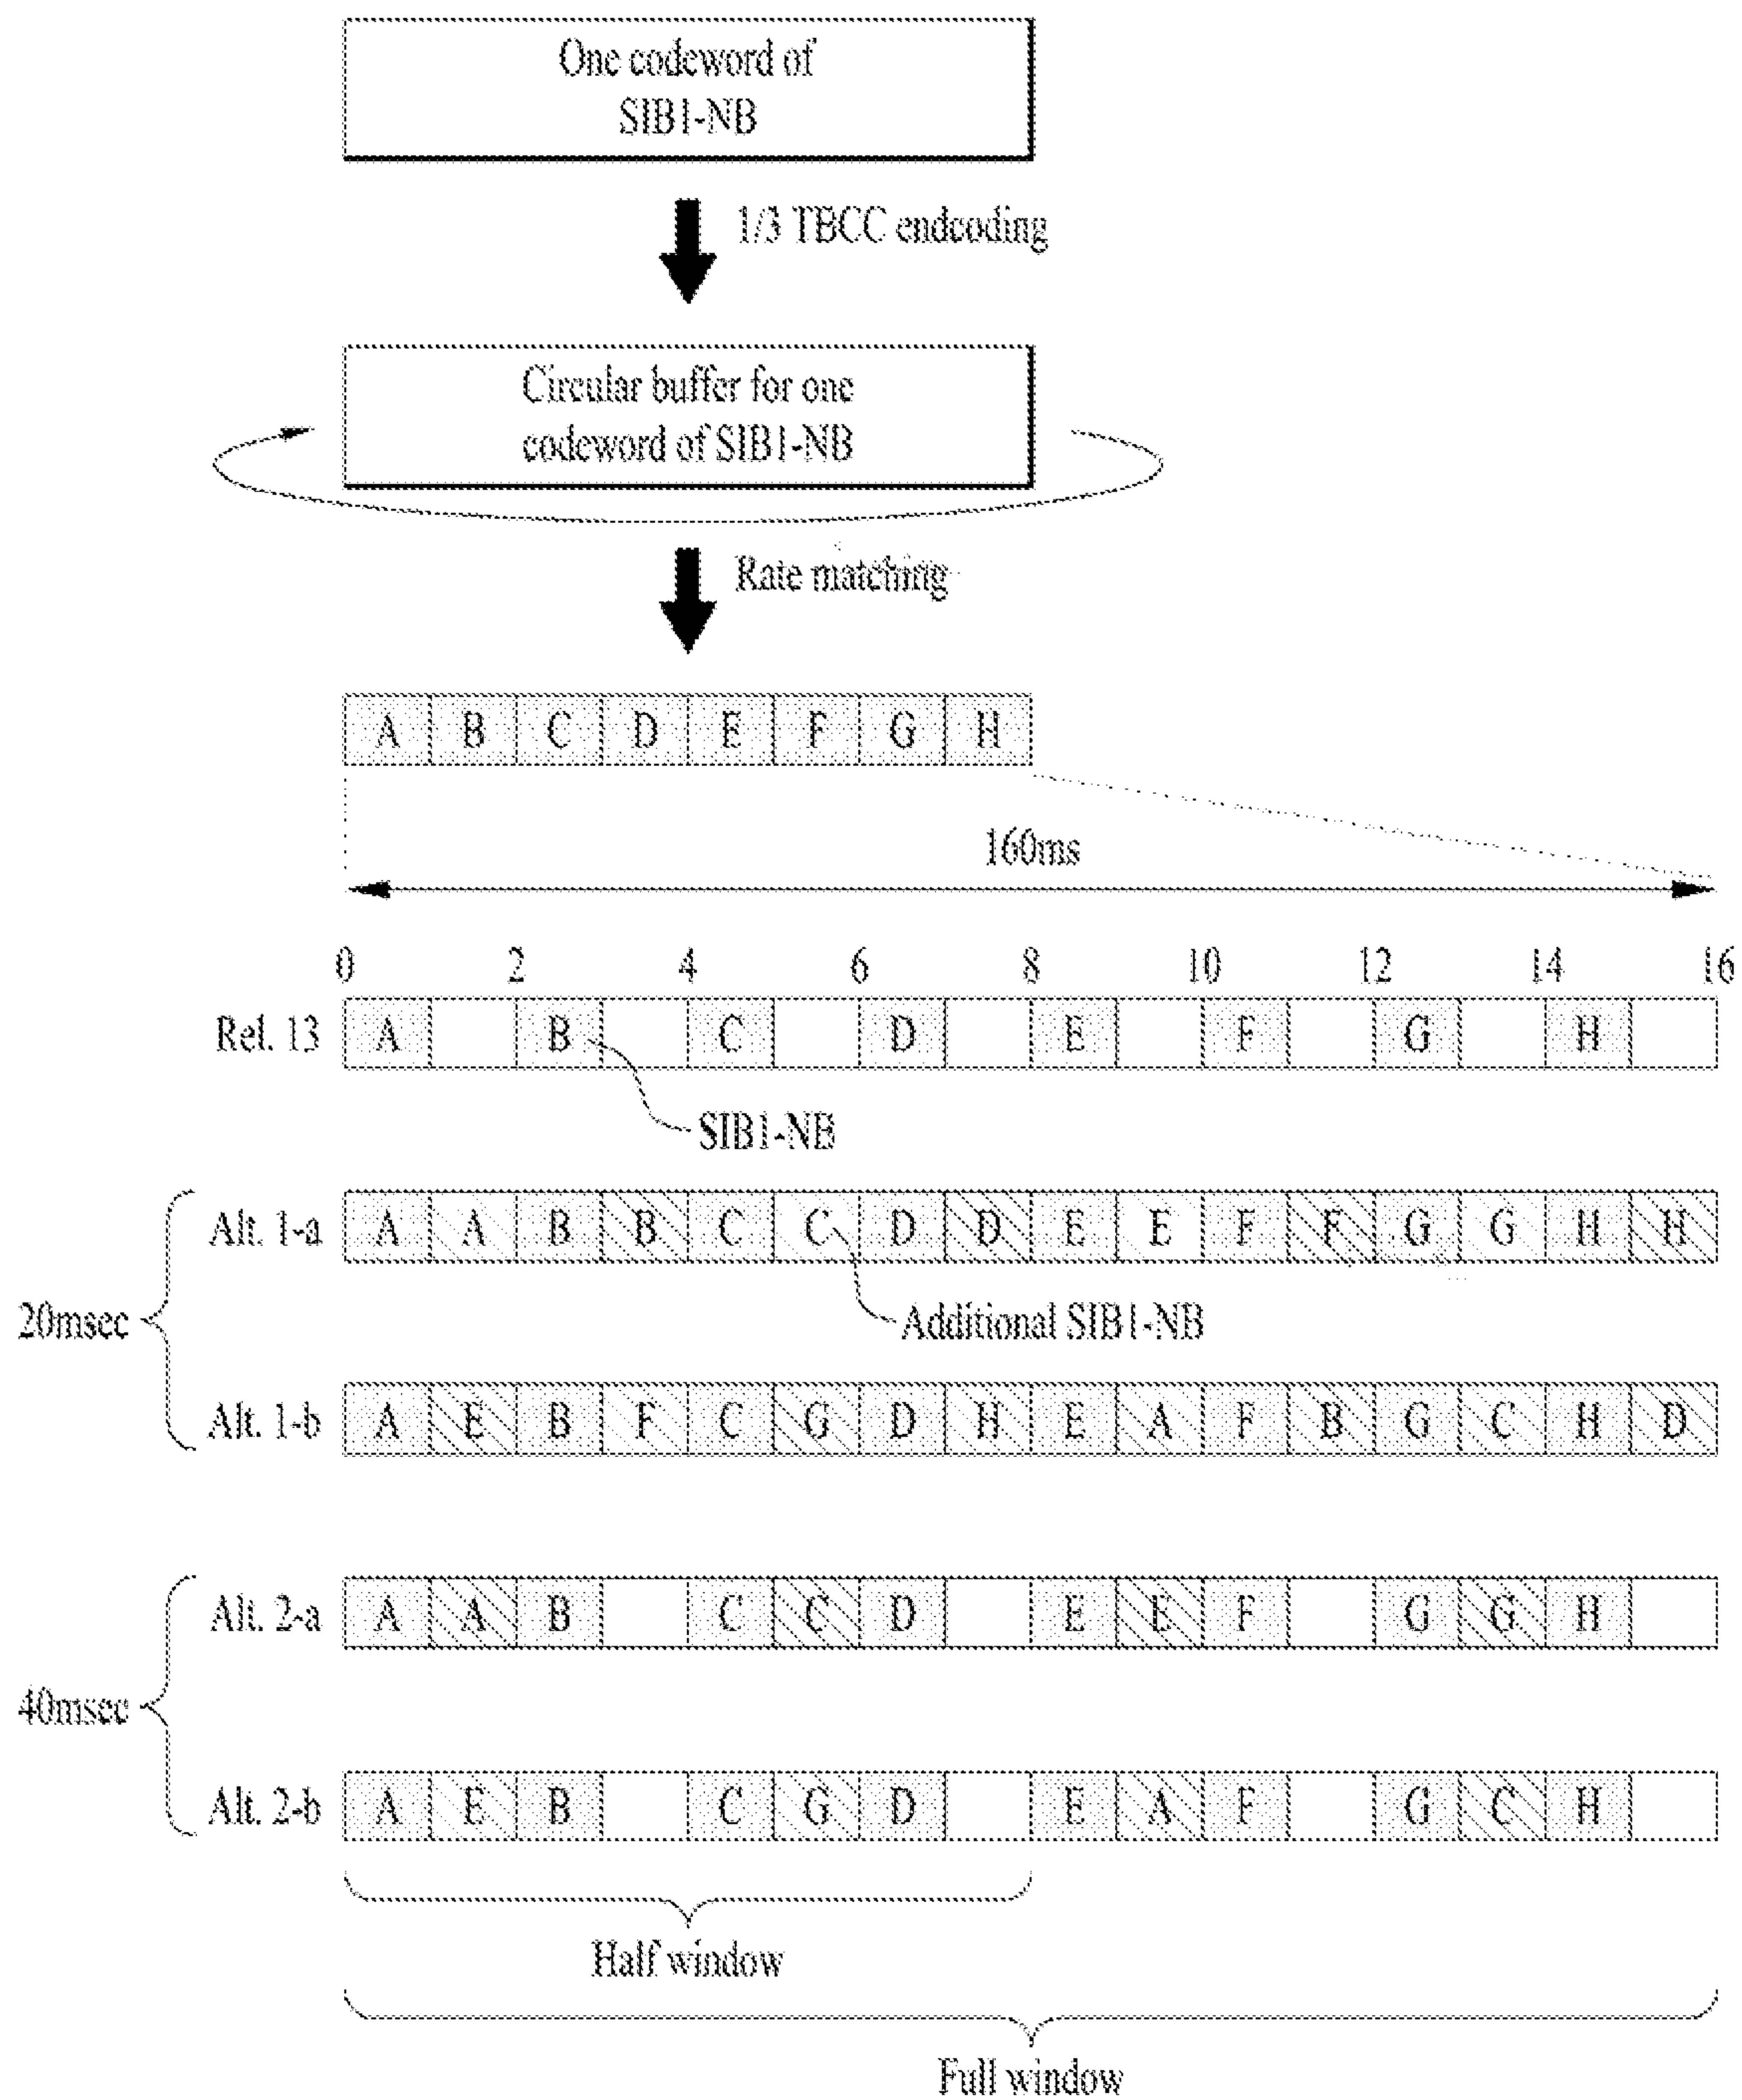 One codeword of
SIB1-NB
1/3 TBCC endcoding
Circular buffer for one
codeword of SIB1-NB
Rate matching
A B C D E F G H
160ms
0 2 4 6 8 10 12 14 16
Rel. 13 A B C D E F G H
SIB1-NB
Alt. 1-a A A B B C C D D E E F F G G H H
20msec
Additional SIB1-NB
Alt. 1-b A E B F C G D H E A F B G C H D
Alt. 2-a A A B C C D E E F G G H
40msec
Alt. 2-b A E B C G D E A F G C H
Half window
Full window